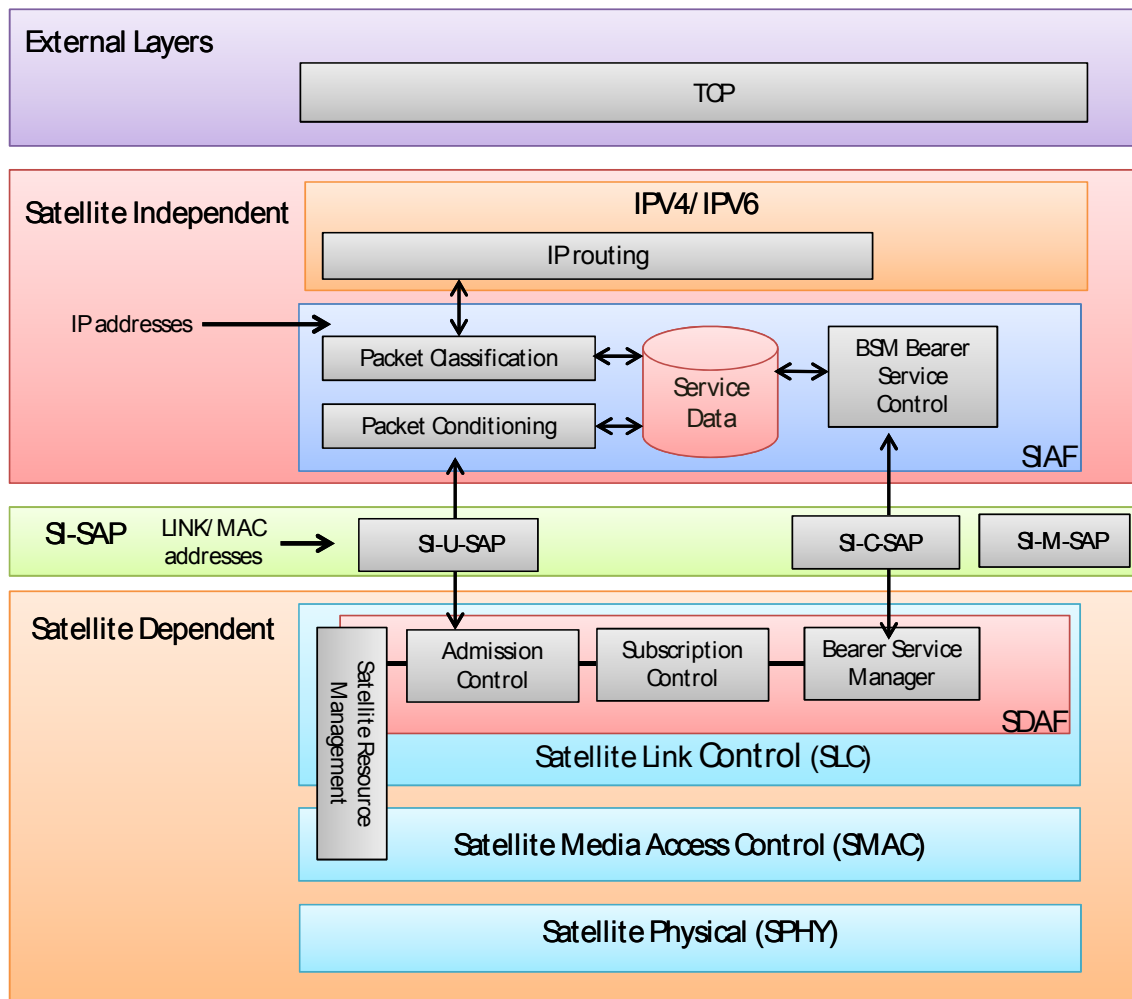 External Layers
TCP
Satellite Independent
IPV4/ IPV6
IP routing
IP addresses
Packet Classification
Packet Conditioning
Service
Data
BSM Bearer
Service
Control
SIAF
SI-SAP
LINK/ MAC
addresses
SI-U-SAP
SI-C-SAP
SI-M-SAP
Satellite Dependent
Satellite Resource
Management
Admission
Control
Subscription
Control
Bearer Service
Manager
SDAF
Satellite Link Control (SLC)
Satellite Media Access Control (SMAC)
Satellite Physical (SPHY)